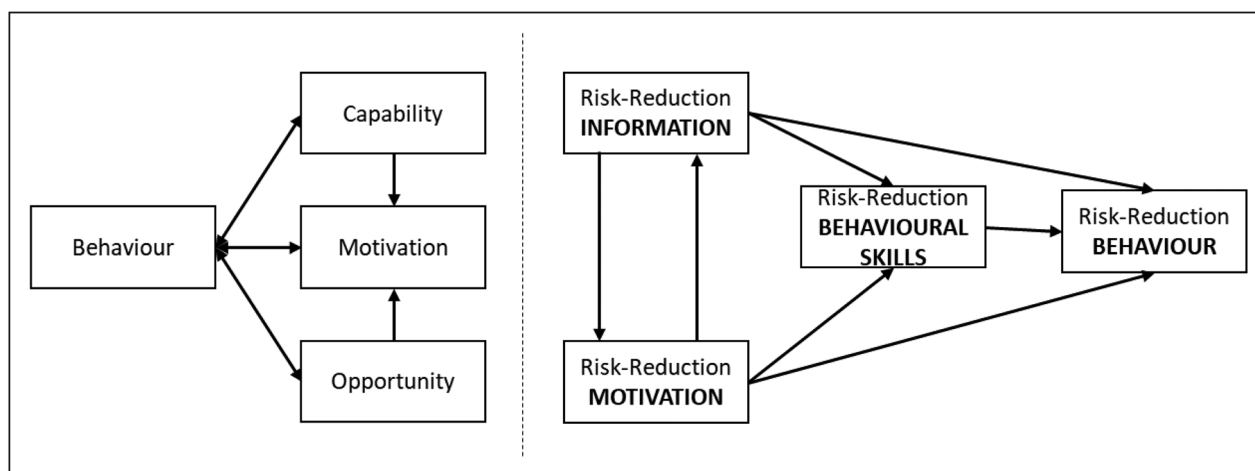 Capability
Behaviour
Motivation
Opportunity
Risk-Reduction
INFORMATION
Risk-Reduction
BEHAVIOURAL
SKILLS
Risk-Reduction
BEHAVIOUR
Risk-Reduction
MOTIVATION